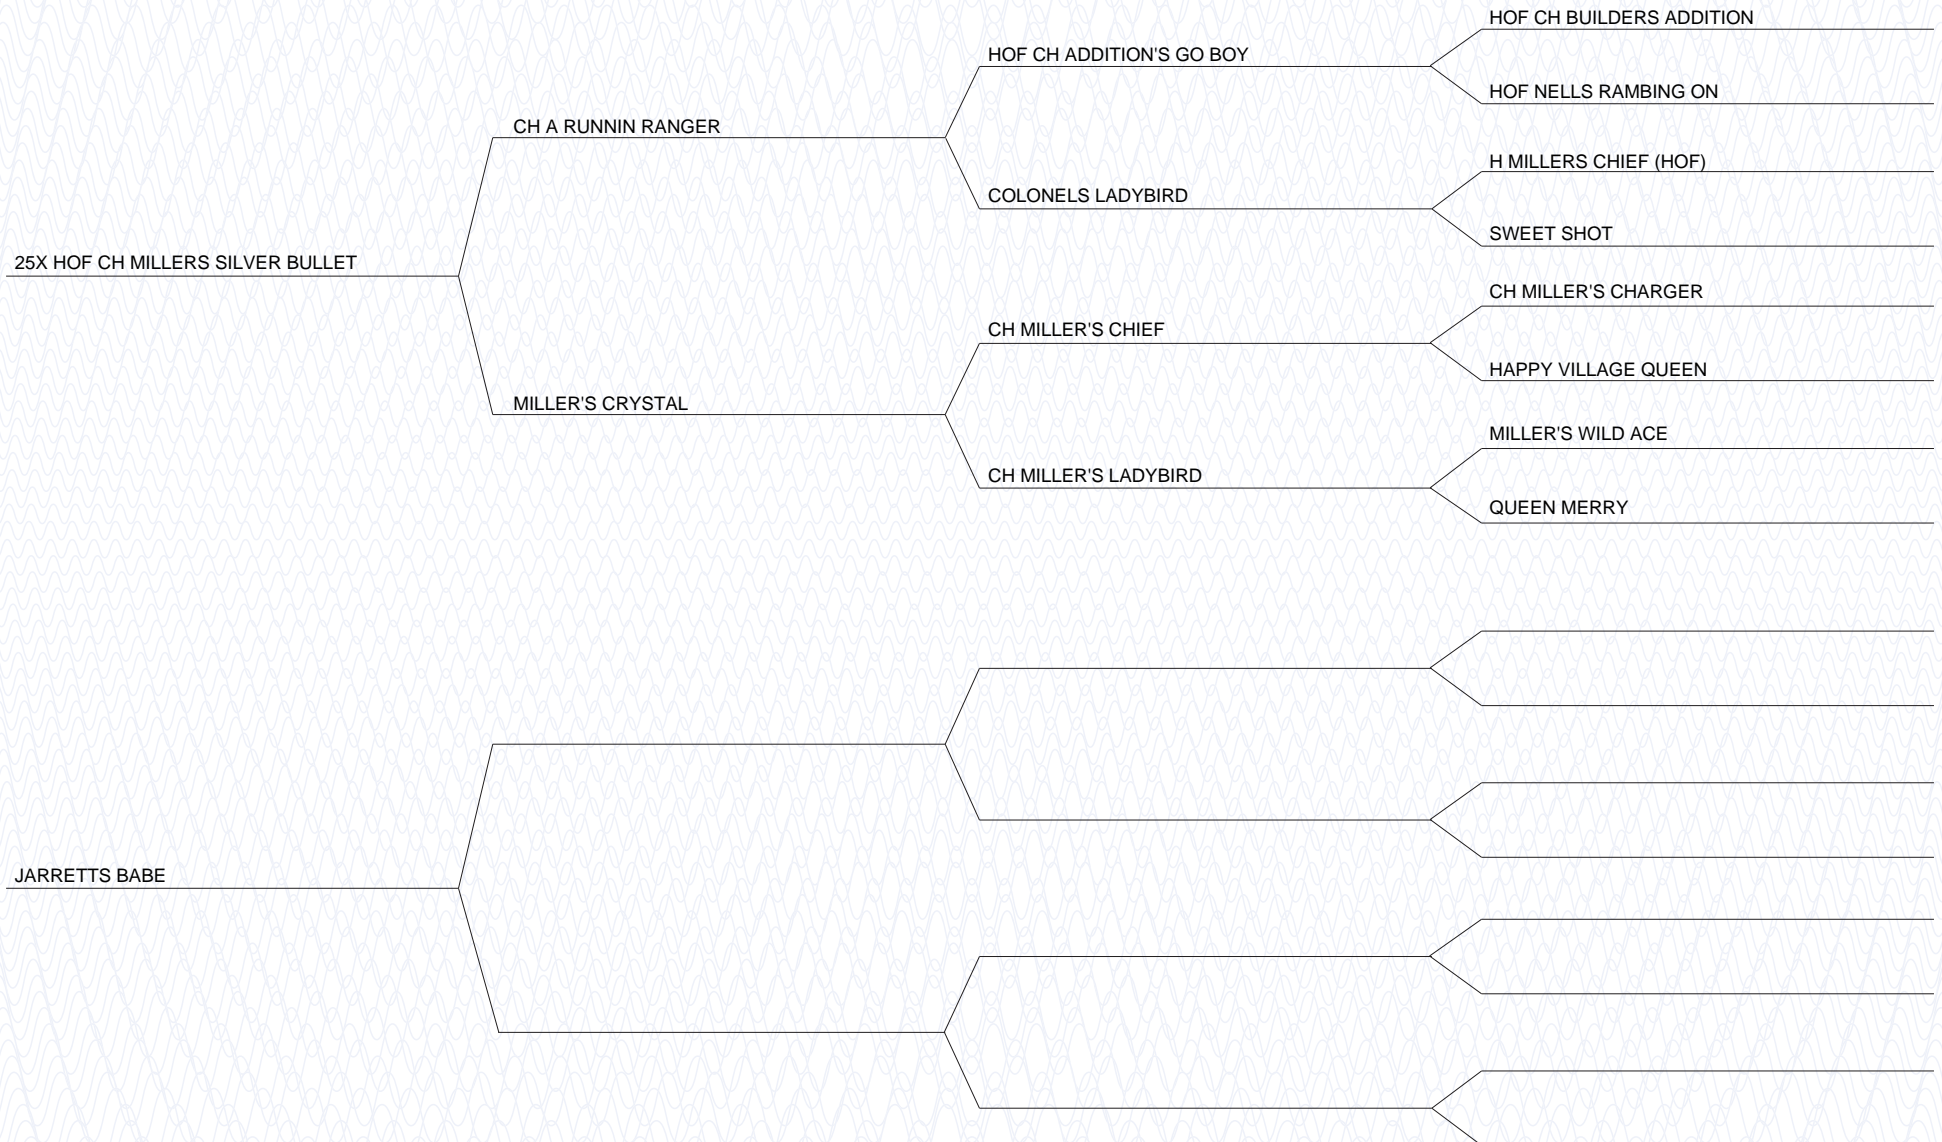 HOF CH BUILDERS ADDITION
HOF CH ADDITION'S GO BOY
HOF NELLS RAMBING ON
CH A RUNNIN RANGER
H MILLERS CHIEF (HOF)
COLONELS LADYBIRD
SWEET SHOT
25X HOF CH MILLERS SILVER BULLET
CH MILLER'S CHARGER
CH MILLER'S CHIEF
HAPPY VILLAGE QUEEN
MILLER'S CRYSTAL
MILLER'S WILD ACE
CH MILLER'S LADYBIRD
QUEEN MERRY
JARRETTS BABE